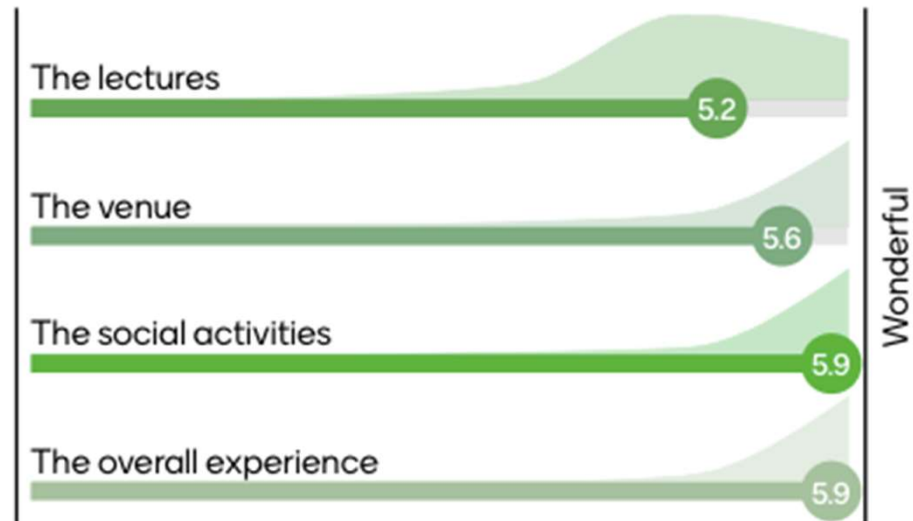 The lectures
5.2
The venue
5.6
Wonderful
The social activities
5.9
The overall experience
5.9